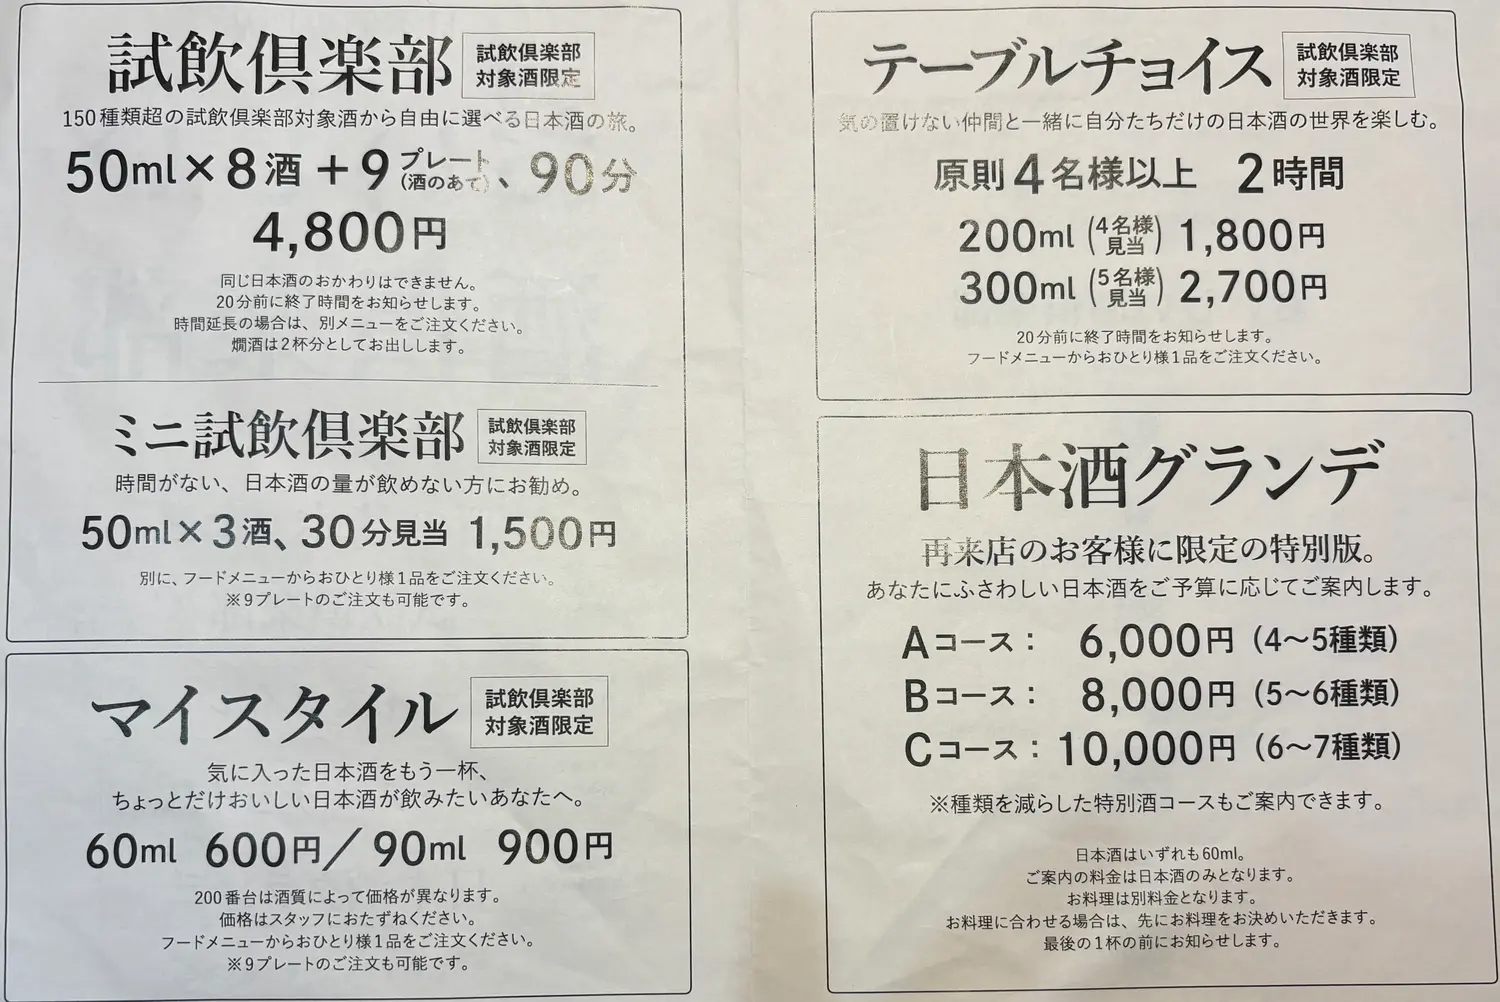 試飲倶楽部
試飲倶楽部
対象酒限定
150種類超の試飲倶楽部対象酒から自由に選べる日本酒の旅。
50ml×8酒+9プレート(酒のあて)、90分
4,800円
同じ日本酒のおかわりはできません。
20分前に終了時間をお知らせします。
時間延長の場合は、別メニューをご注文ください。
燗酒は2杯分としてお出しします。
ミニ試飲倶楽部
試飲倶楽部
対象酒限定
時間がない、日本酒の量が飲めない方にお勧め。
50ml×3酒、30分見当 1,500円
別に、フードメニューからおひとり様1品をご注文ください。
※9プレートのご注文も可能です。
マイスタイル
試飲倶楽部
対象酒限定
気に入った日本酒をもう一杯、
ちょっとだけおいしい日本酒が飲みたいあなたへ。
60ml 600円/90ml 900円
200番台は酒質によって価格が異なります。
価格はスタッフにおたずねください。
フードメニューからおひとり様1品をご注文ください。
※9プレートのご注文も可能です。
テーブルチョイス
試飲倶楽部
対象酒限定
気の置けない仲間と一緒に自分たちだけの日本酒の世界を楽しむ。
原則4名様以上 2時間
200ml (4名様見当) 1,800円
300ml (5名様見当) 2,700円
20分前に終了時間をお知らせします。
フードメニューからおひとり様1品をご注文ください。
日本酒グランデ
再来店のお客様に限定の特別版。
あなたにふさわしい日本酒をご予算に応じてご案内します。
Aコース: 6,000円(4~5種類)
Bコース: 8,000円(5~6種類)
Cコース: 10,000円(6~7種類)
※種類を減らした特別酒コースもご案内できます。
日本酒はいずれも60ml。
ご案内の料金は日本酒のみとなります。
お料理は別料金となります。
お料理に合わせる場合は、先にお料理をお決めいただきます。
最後の1杯の前にお知らせします。